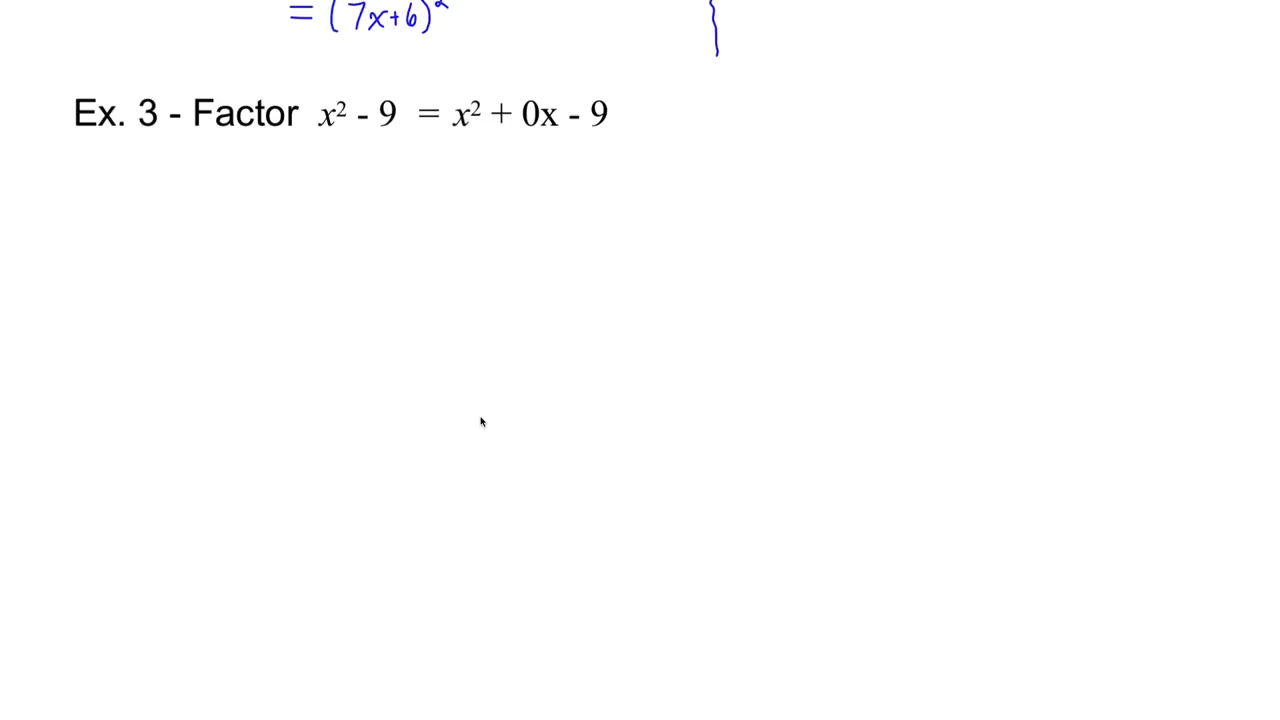 = (7x+6)²
Ex. 3 - Factor x² - 9 = x² + 0x - 9